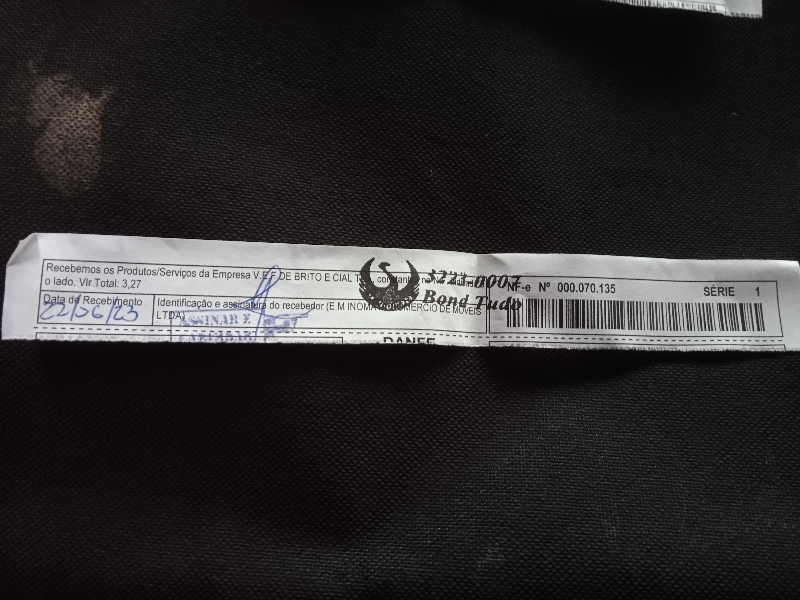 Recebemos os Produtos/Serviços da Empresa V.E.F DE BRITO E CIAL
o lado. Vlr Total: 3,27
3223-0007
Bond Tudo
NF-e Nº 000.070.135 SÉRIE 1
Data de Recebimento
22/06/23
Identificação e assinatura do recebedor (E M INOMA COMERCIO DE MOVEIS
LTDA)
ASSINAR E
DANFE